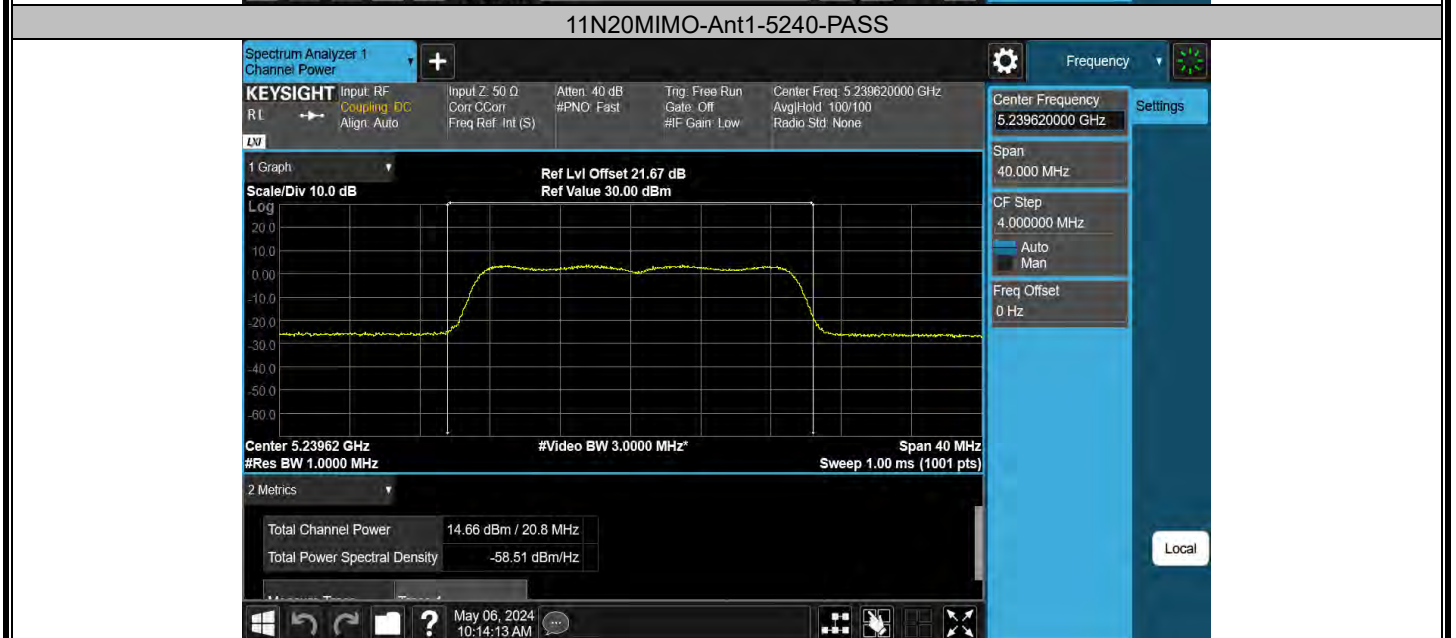 11N20MIMO-Ant1-5240-PASS
Spectrum Analyzer 1
Channel Power
+
Frequency
KEYSIGHT
RL
LXI
Input: RF
Coupling: DC
Align: Auto
Input Z: 50 Ω
Corr CCorr
Freq Ref: Int (S)
Atten: 40 dB
#PNO: Fast
Trig: Free Run
Gate: Off
#IF Gain: Low
Center Freq: 5.239620000 GHz
Avg|Hold: 100/100
Radio Std: None
Center Frequency
5.239620000 GHz
Settings
Span
40.000 MHz
CF Step
4.000000 MHz
Auto
Man
Freq Offset
0 Hz
1 Graph
Scale/Div 10.0 dB
Ref Lvl Offset 21.67 dB
Ref Value 30.00 dBm
Log
20.0
10.0
0.00
-10.0
-20.0
-30.0
-40.0
-50.0
-60.0
Center 5.23962 GHz
#Res BW 1.0000 MHz
#Video BW 3.0000 MHz*
Span 40 MHz
Sweep 1.00 ms (1001 pts)
2 Metrics
Total Channel Power 14.66 dBm / 20.8 MHz
Total Power Spectral Density -58.51 dBm/Hz
Local
?
May 06, 2024
10:14:13 AM